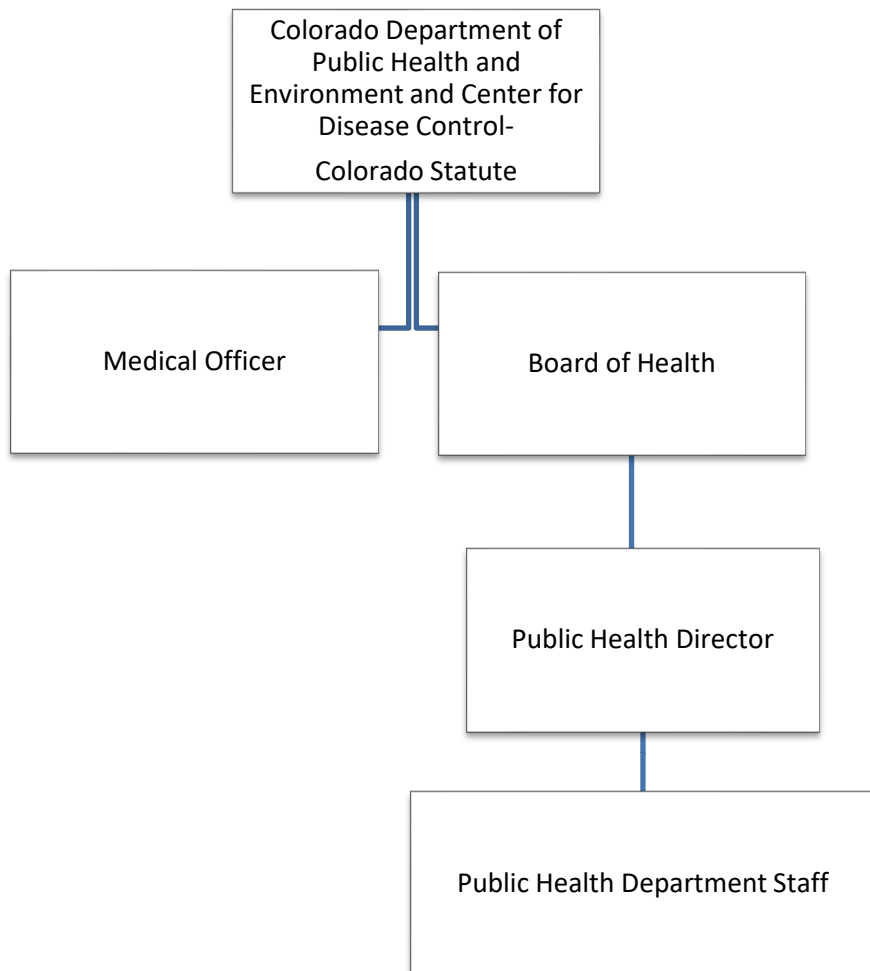 Colorado Department of
Public Health and
Environment and Center for
Disease Control-
Colorado Statute
Medical Officer
Board of Health
Public Health Director
Public Health Department Staff